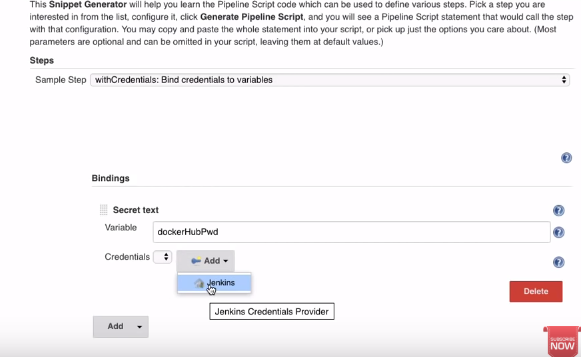 This Snippet Generator will help you learn the Pipeline Script code which can be used to define various steps. Pick a step you are
interested in from the list, configure it, click Generate Pipeline Script, and you will see a Pipeline Script statement that would call the step
with that configuration. You may copy and paste the whole statement into your script, or pick up just the options you care about. (Most
parameters are optional and can be omitted in your script, leaving them at default values.)
Steps
Sample Step withCredentials: Bind credentials to variables
Bindings
Secret text
Variable dockerHubPwd
Credentials Add
Jenkins
Delete
Jenkins Credentials Provider
Add
SUBSCRIBE
NOW